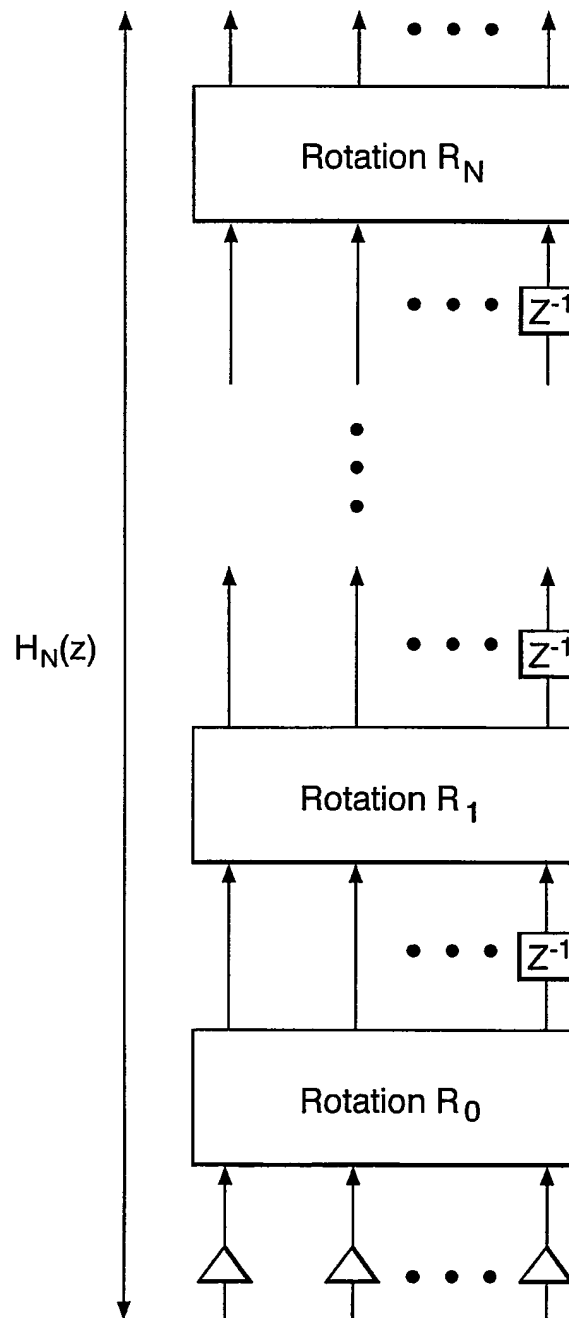 Rotation R_N
Z^-1
H_N(z)
Z^-1
Rotation R_1
Z^-1
Rotation R_0